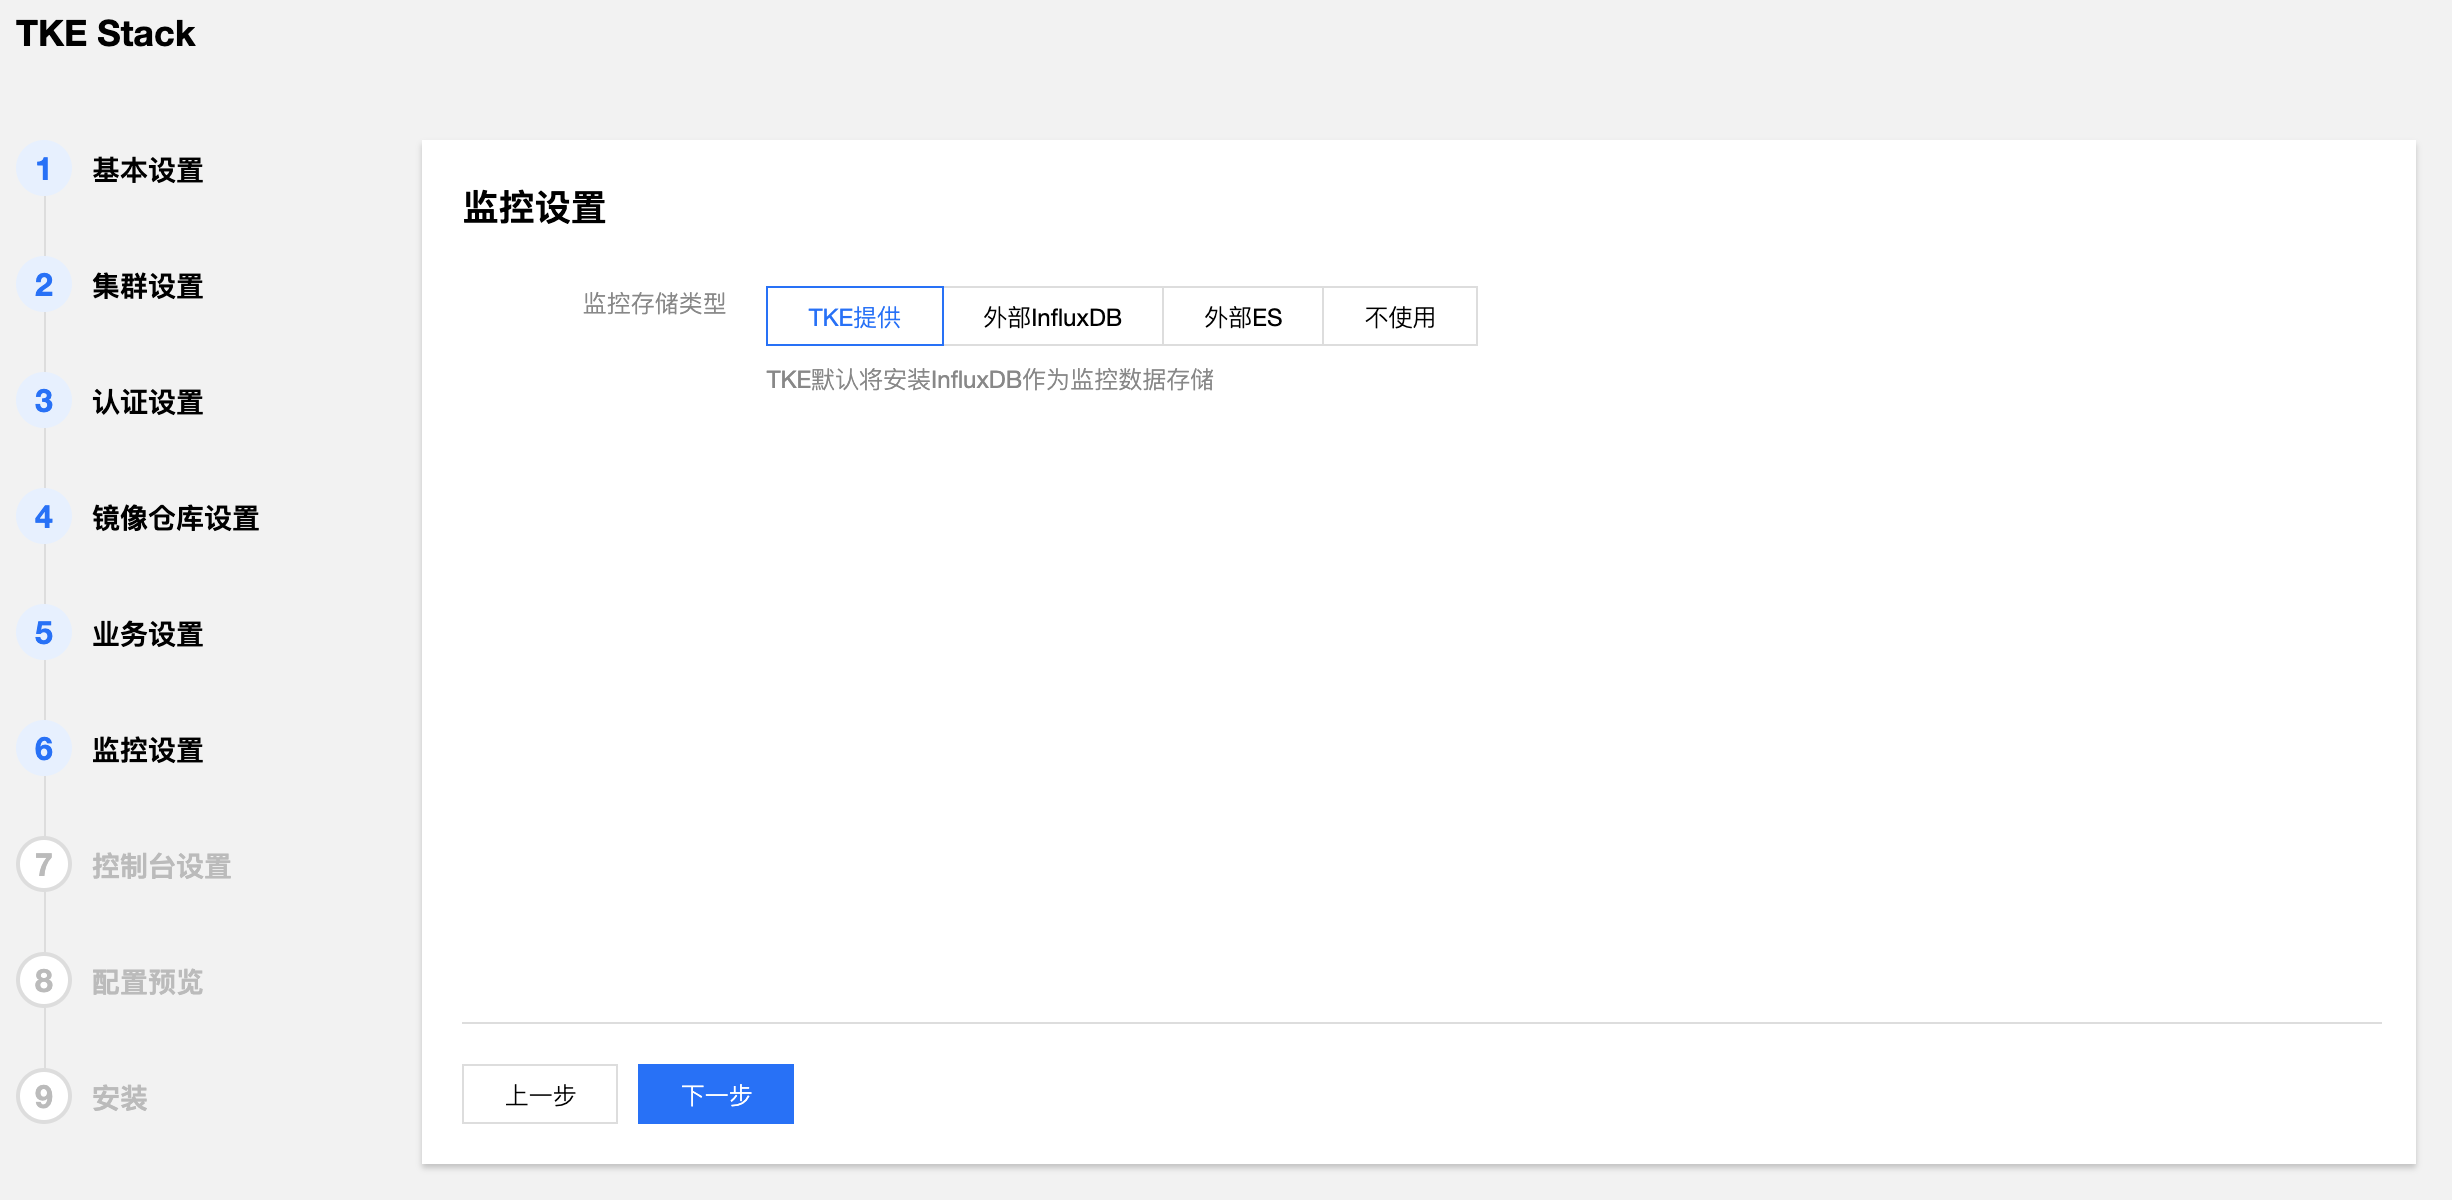 TKE Stack
1 基本设置
2 集群设置
3 认证设置
4 镜像仓库设置
5 业务设置
6 监控设置
7 控制台设置
8 配置预览
9 安装
监控设置
监控存储类型 TKE提供 外部InfluxDB 外部ES 不使用
TKE默认将安装InfluxDB作为监控数据存储
上一步 下一步